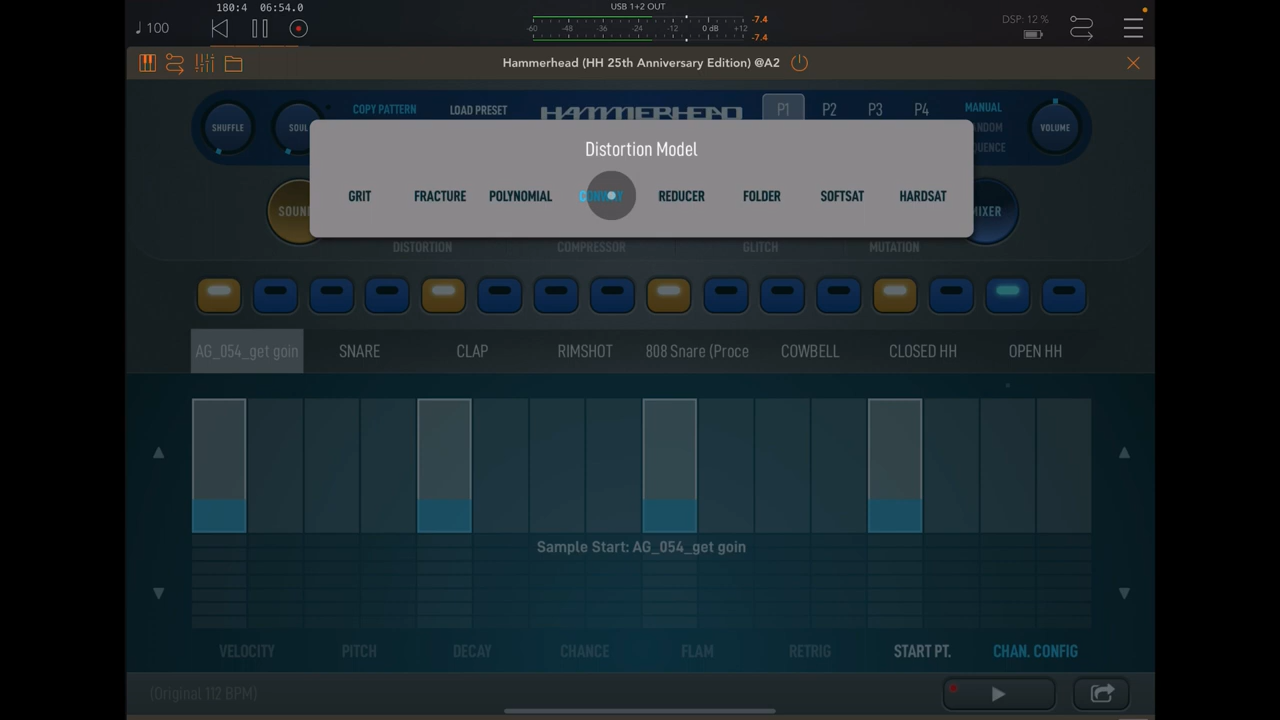 USB 1+2 OUT
180:4 06:54.0
♩ 100
-60 -48 -36 -24 -12 0 dB +12
-7.4
-7.4
DSP: 12 %
Hammerhead (HH 25th Anniversary Edition) @A2
SHUFFLE
SOUL
COPY PATTERN
LOAD PRESET
HAMMERHEAD
P1 P2 P3 P4
MANUAL
VOLUME
Distortion Model
GRIT FRACTURE POLYNOMIAL REDUCER FOLDER SOFTSAT HARDSAT
MIXER
DISTORTION COMPRESSOR GLITCH MUTATION
AG_054_get goin SNARE CLAP RIMSHOT 808 Snare (Proce COWBELL CLOSED HH OPEN HH
Sample Start: AG_054_get goin
VELOCITY PITCH DECAY CHANCE FLAM RETRIG START PT. CHAN. CONFIG
(Original 112 BPM)